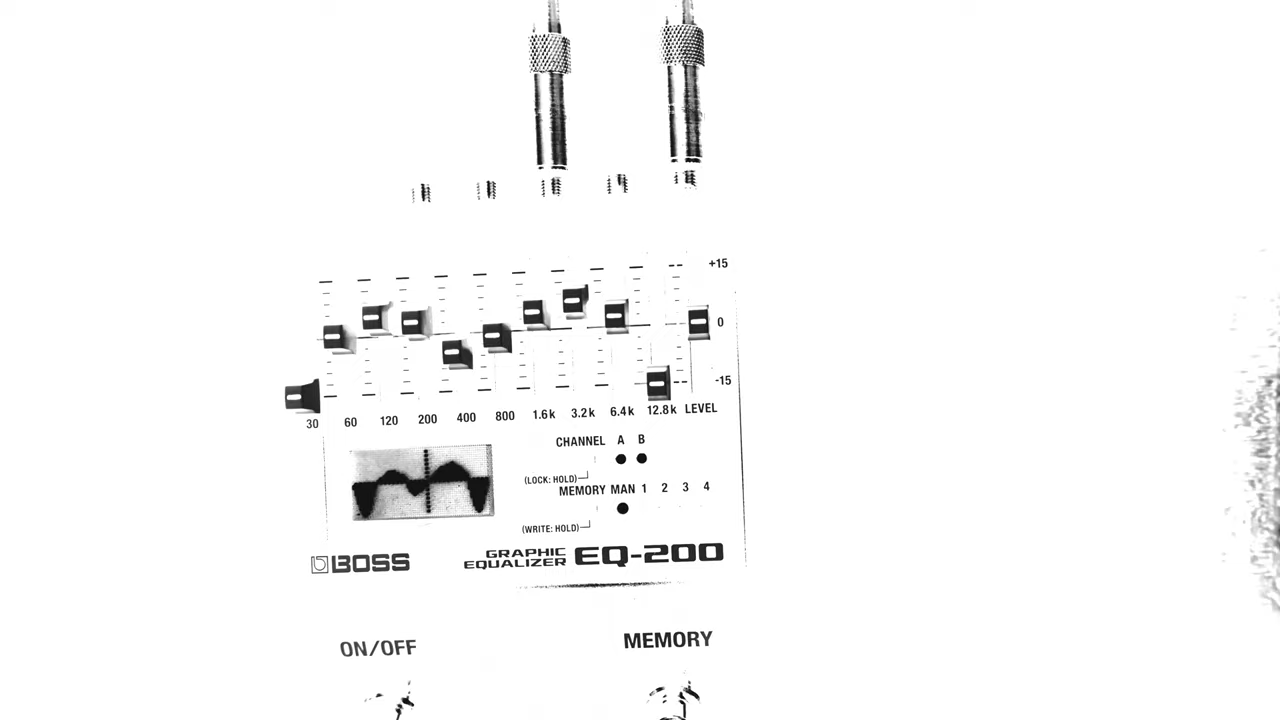 +15
0
-15
30 60 120 200 400 800 1.6k 3.2k 6.4k 12.8k LEVEL
CHANNEL A B
(LOCK: HOLD)
MEMORY MAN 1 2 3 4
(WRITE: HOLD)
BOSS
GRAPHIC
EQUALIZER EQ-200
ON/OFF MEMORY